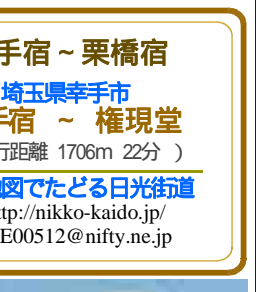 手宿 ~ 栗橋宿
埼玉県幸手市
手宿 ~ 権現堂
行距離 1706m 22分 )
地図でたどる日光街道
ttp://nikko-kaido.jp/
E00512@nifty.ne.jp